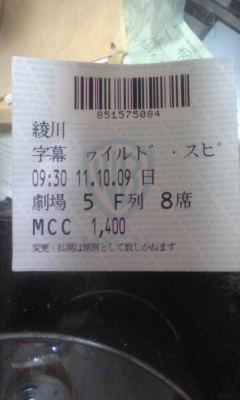 851575084
綾川
字幕 ワイルド・スピ
09:30 11.10.09 日
劇場 5 F列 8席
MCC 1,400
変更・払戻は原則として致しかねます